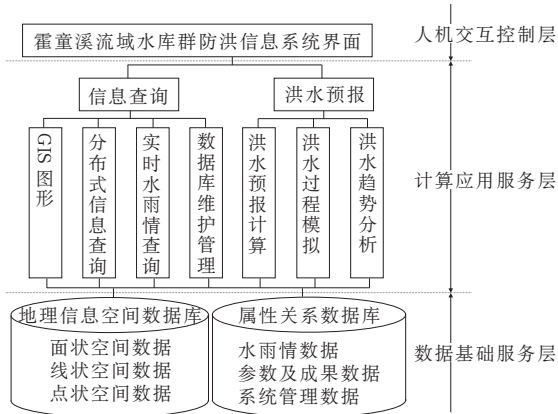 霍童溪流域水库群防洪信息系统界面
人机交互控制层
信息查询
洪水预报
GIS 图形
分布式信息查询
实时水雨情查询
数据库维护管理
洪水预报计算
洪水过程模拟
洪水趋势分析
计算应用服务层
地理信息空间数据库
面状空间数据
线状空间数据
点状空间数据
属性关系数据库
水雨情数据
参数及成果数据
系统管理数据
数据基础服务层